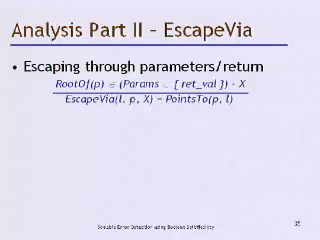 Analysis Part II – EscapeVia
• Escaping through parameters/return
RootOf(p) ∈ (Params ∪ { ret_val }) - X
EscapeVia(l, p, X) = PointsTo(p, l)
Scalable Error Detection using Boolean Satisfiability
35